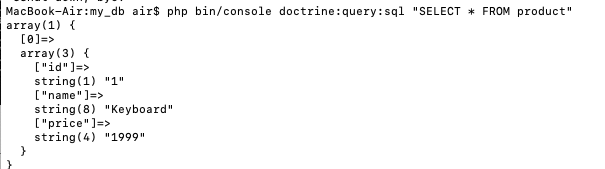 MacBook-Air:my_db air$ php bin/console doctrine:query:sql "SELECT * FROM product"
array(1) {
  [0]=>
  array(3) {
    ["id"]=>
    string(1) "1"
    ["name"]=>
    string(8) "Keyboard"
    ["price"]=>
    string(4) "1999"
  }
}